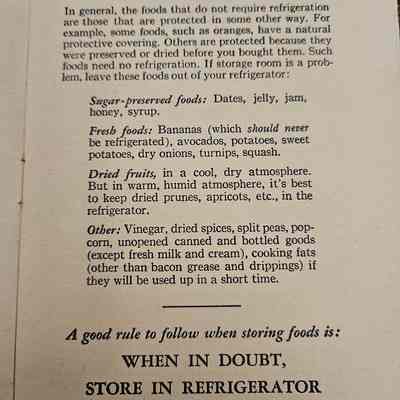 In general, the foods that do not require refrigeration
are those that are protected in some other way. For
example, some foods, such as oranges, have a natural
protective covering. Others are protected because they
were preserved or dried before you bought them. Such
foods need no refrigeration. If storage room is a prob-
lem, leave these foods out of your refrigerator:
Sugar-preserved foods: Dates, jelly, jam,
honey, syrup.
Fresh foods: Bananas (which should never
be refrigerated), avocados, potatoes, sweet
potatoes, dry onions, turnips, squash.
Dried fruits, in a cool, dry atmosphere.
But in warm, humid atmosphere, it's best
to keep dried prunes, apricots, etc., in the
refrigerator.
Other: Vinegar, dried spices, split peas, pop-
corn, unopened canned and bottled goods
(except fresh milk and cream), cooking fats
(other than bacon grease and drippings) if
they will be used up in a short time.
A good rule to follow when storing foods is:
WHEN IN DOUBT,
STORE IN REFRIGERATOR